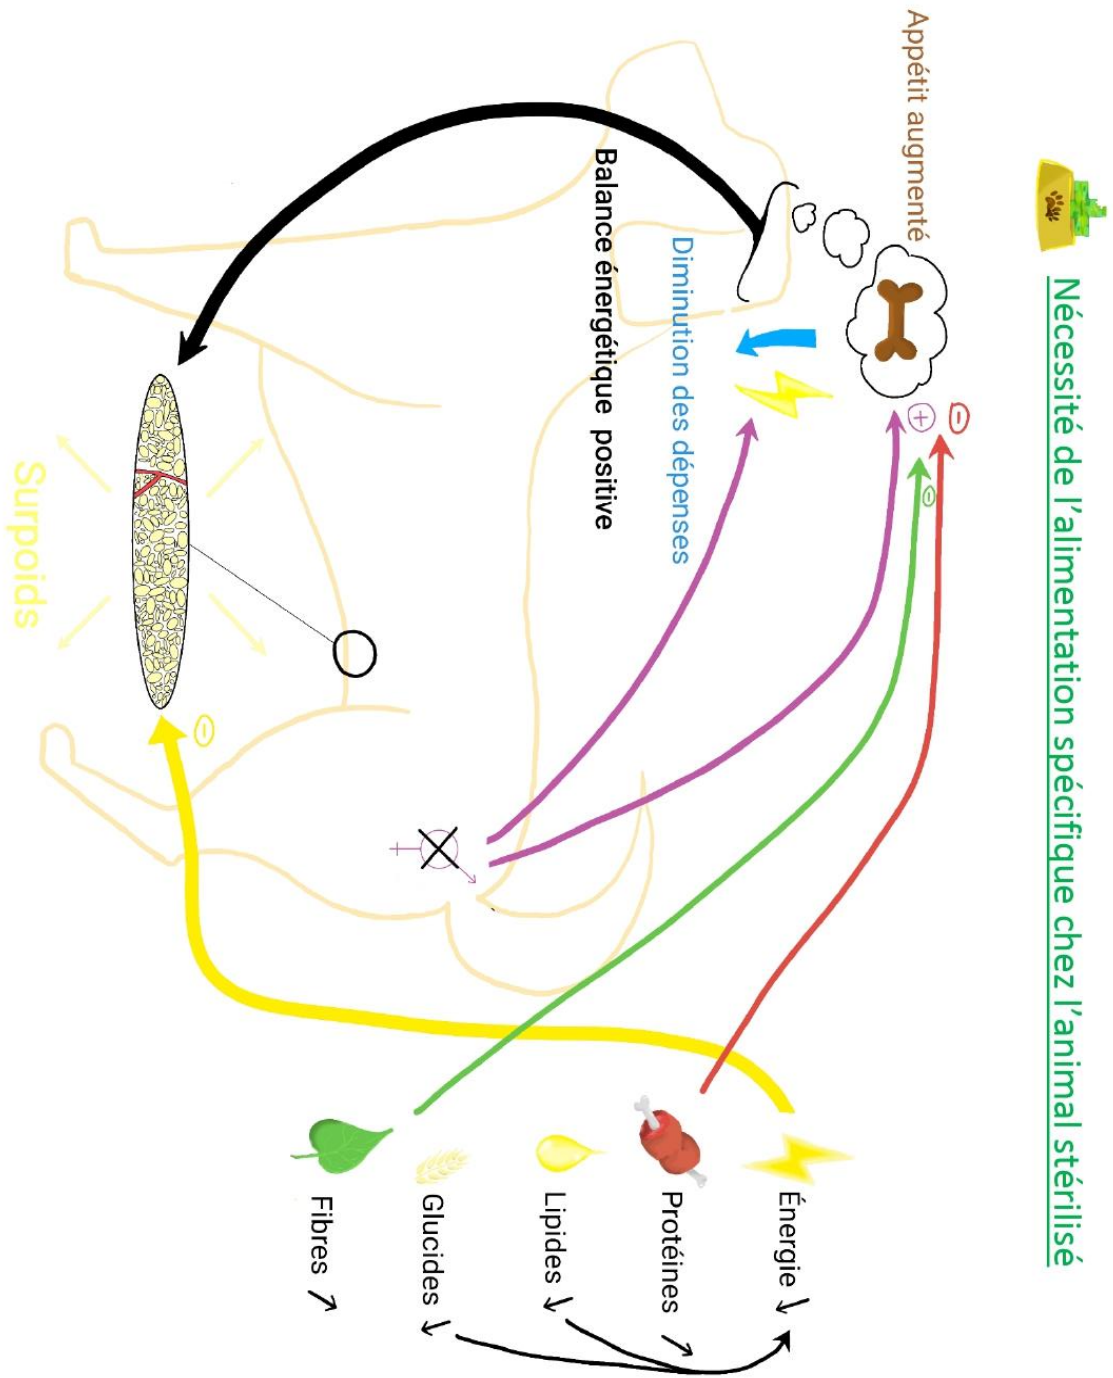 Nécessité de l'alimentation spécifique chez l'animal stérilisé
Appétit augmenté
Diminution des dépenses
Balance énergétique positive
Surpoids
Énergie ↓
Protéines ↗
Lipides ↓
Glucides ↓
Fibres ↗